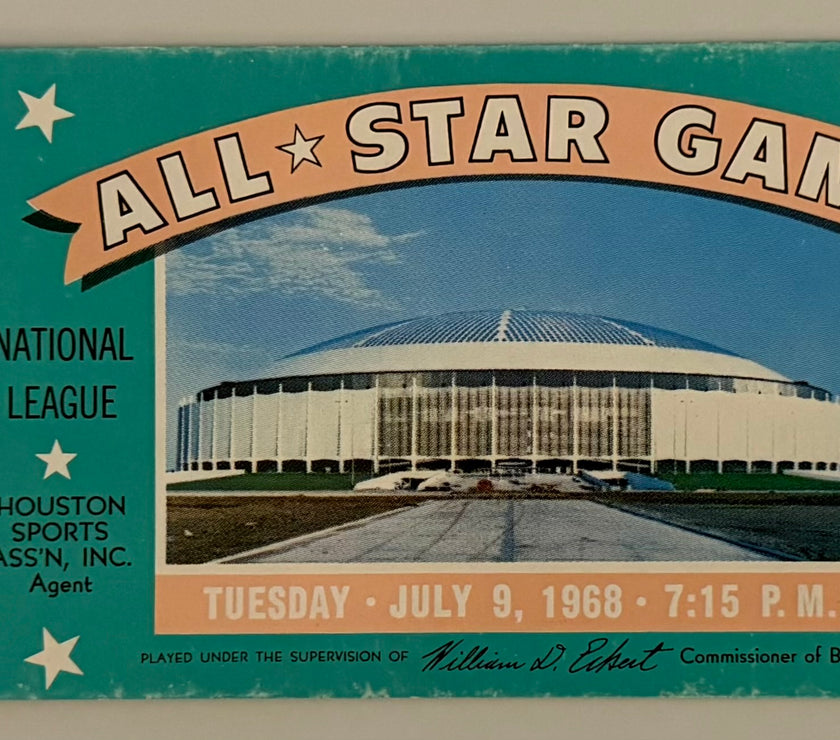 ALL★STAR GAM
NATIONAL
LEAGUE
HOUSTON
SPORTS
ASS'N, INC.
Agent
TUESDAY · JULY 9, 1968 · 7:15 P.M.
PLAYED UNDER THE SUPERVISION OF William D. Eckert Commissioner of B